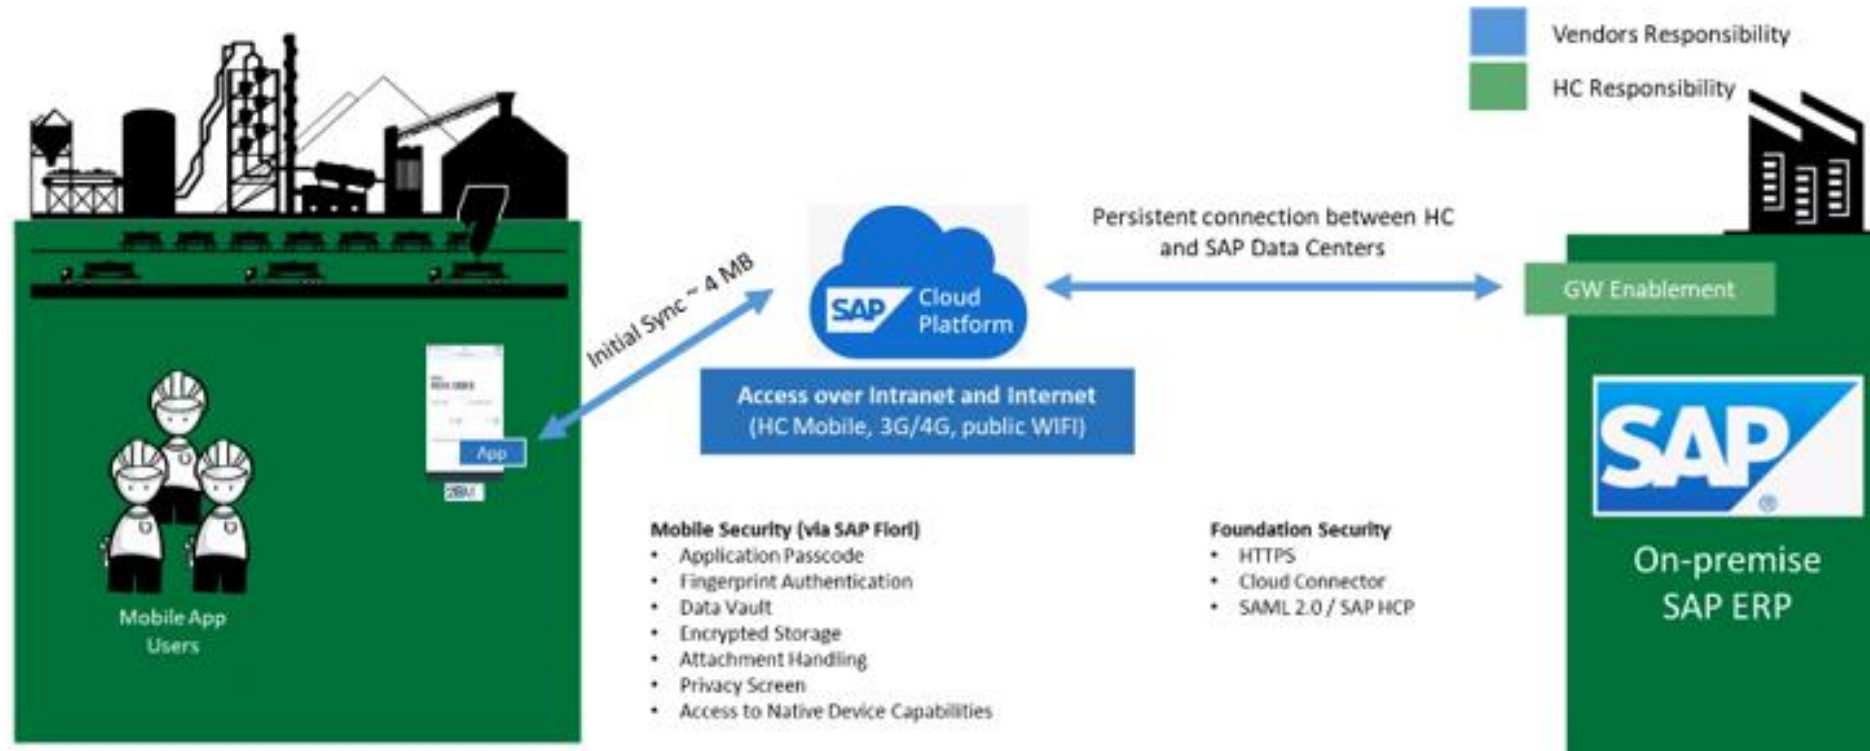 Vendors Responsibility
HC Responsibility
Persistent connection between HC
and SAP Data Centers
Initial Sync ~ 4 MB
SAP Cloud
Platform
GW Enablement
Access over Intranet and Internet
(HC Mobile, 3G/4G, public WIFI)
App
SAP
®
On-premise
SAP ERP
Mobile App
Users
Mobile Security (via SAP Fiori)
• Application Passcode
• Fingerprint Authentication
• Data Vault
• Encrypted Storage
• Attachment Handling
• Privacy Screen
• Access to Native Device Capabilities
Foundation Security
• HTTPS
• Cloud Connector
• SAML 2.0 / SAP HCP